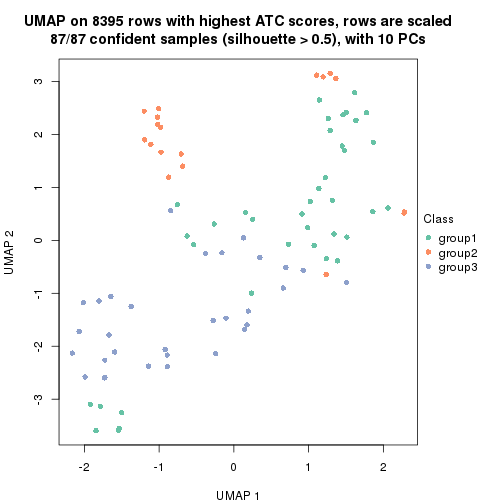 UMAP on 8395 rows with highest ATC scores, rows are scaled
87/87 confident samples (silhouette > 0.5), with 10 PCs
3
2
1
0
-1
-2
-3
UMAP 2
-2
-1
0
1
2
UMAP 1
Class
group1
group2
group3